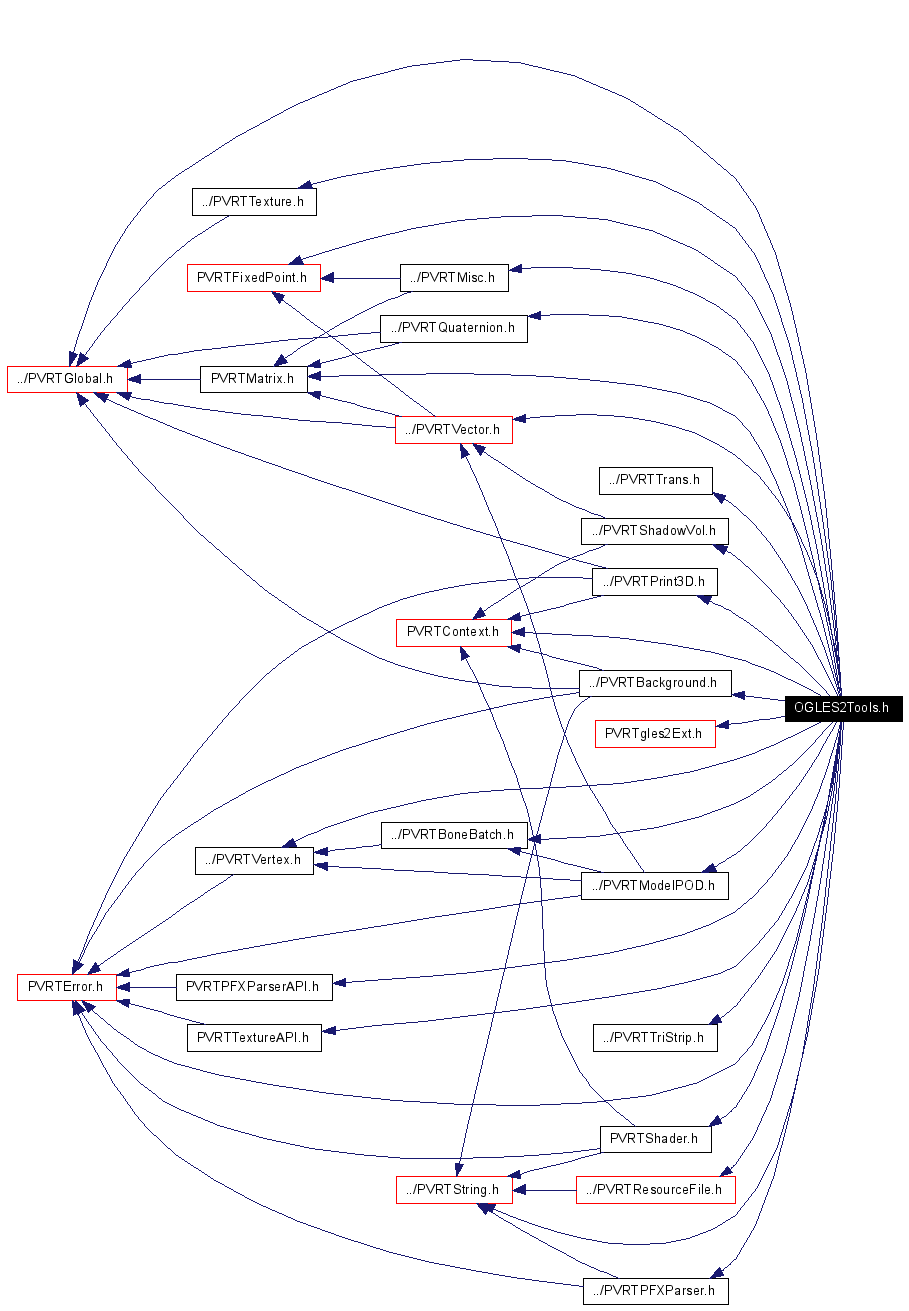 ../PVRTTexture.h
PVRTFixedPoint.h
../PVRTMisc.h
../PVRTQuaternion.h
../PVRTGlobal.h
PVRTMatrix.h
../PVRTVector.h
../PVRTTrans.h
../PVRTShadowVol.h
../PVRTPrint3D.h
PVRTContext.h
../PVRTBackground.h
OGLES2Tools.h
PVRTgles2Ext.h
../PVRTBoneBatch.h
../PVRTVertex.h
../PVRTModelPOD.h
PVRTError.h
PVRTPFXParserAPI.h
PVRTTextureAPI.h
../PVRTTriStrip.h
PVRTShader.h
../PVRTString.h
../PVRTResourceFile.h
../PVRTPFXParser.h